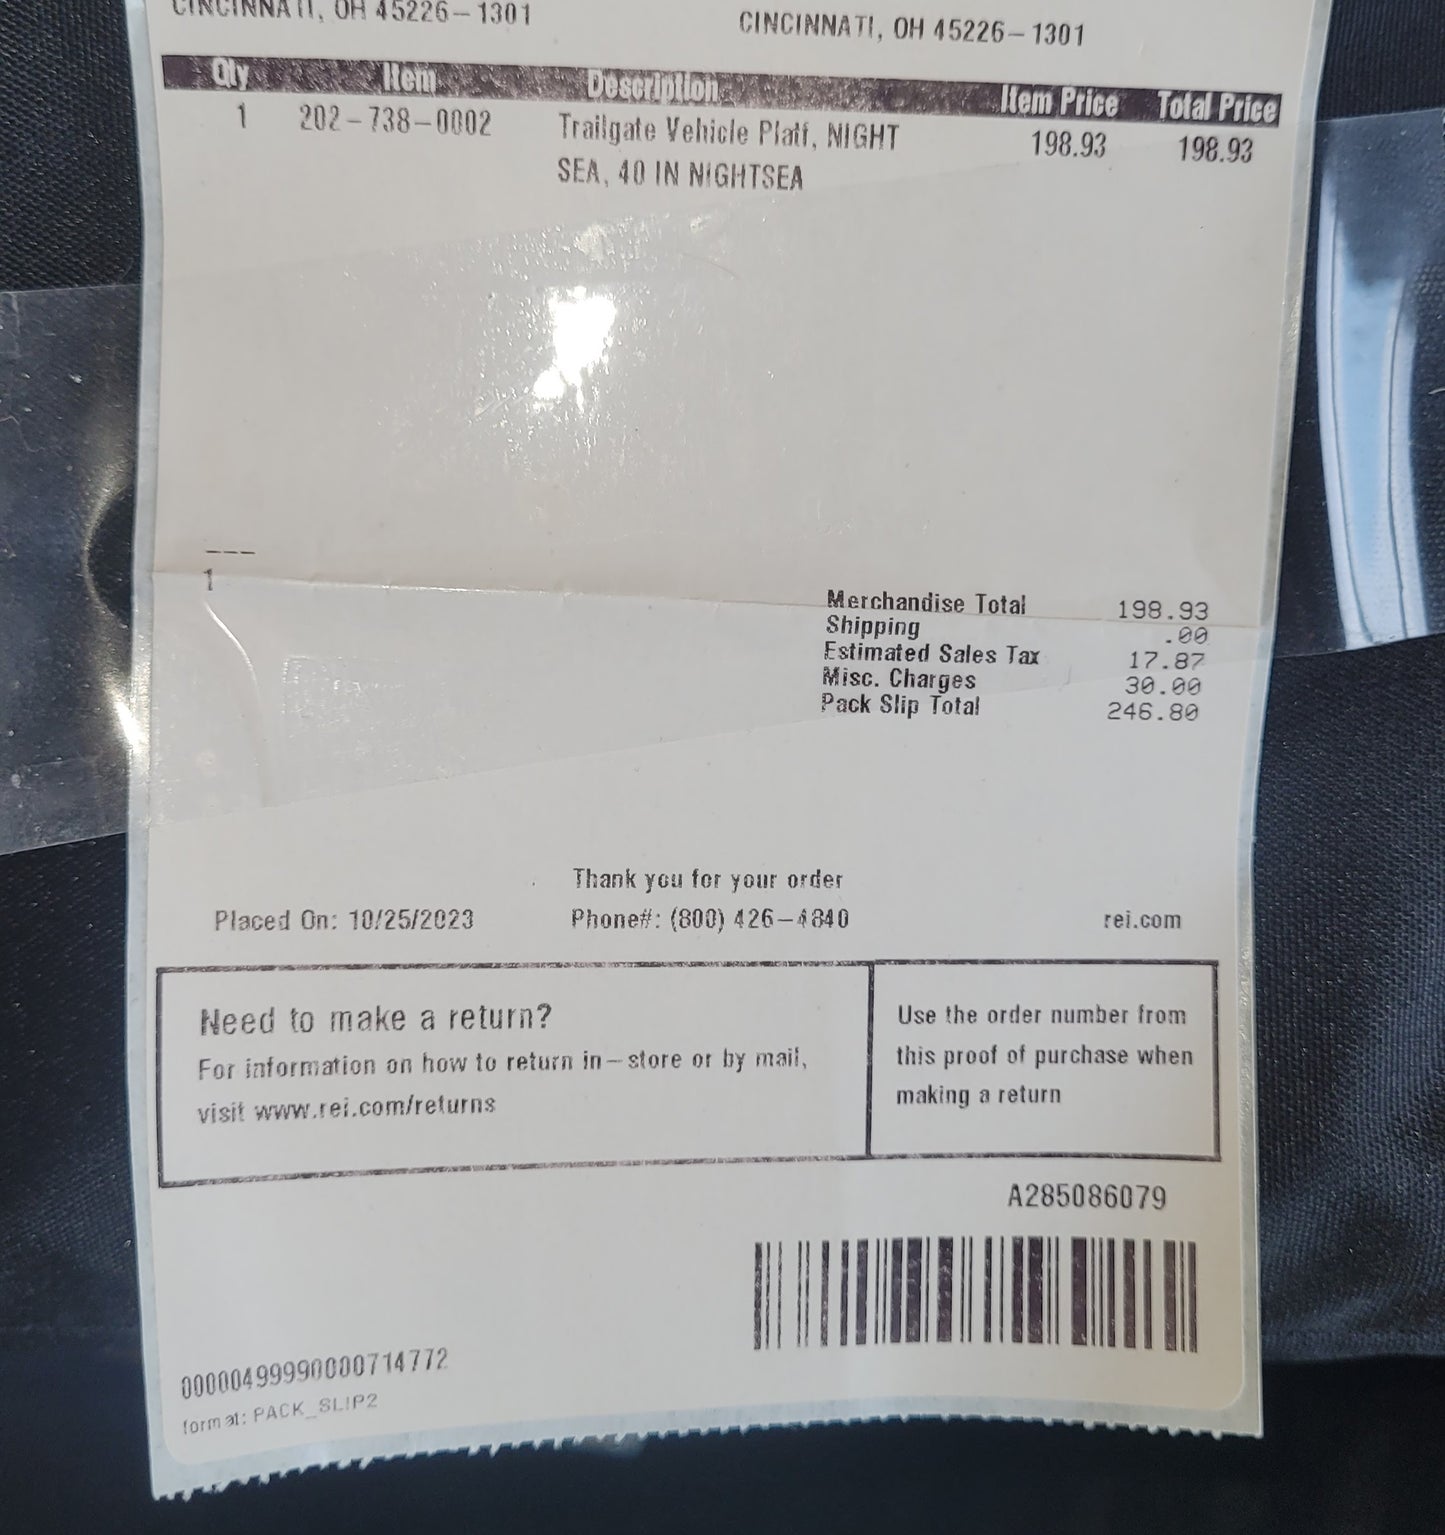 CINCINNATI, OH 45226-1301 CINCINNATI, OH 45226-1301
Qty Item Description Item Price Total Price
1 202-738-0002 Trailgate Vehicle Platf, NIGHT 198.93 198.93
SEA, 40 IN NIGHTSEA
---
1
Merchandise Total 198.93
Shipping .00
Estimated Sales Tax 17.87
Misc. Charges 30.00
Pack Slip Total 246.80
Thank you for your order
Placed On: 10/25/2023 Phone#: (800) 426-4840 rei.com
Need to make a return?
For information on how to return in-store or by mail,
visit www.rei.com/returns
Use the order number from
this proof of purchase when
making a return
A285086079
00000499990000714772
format: PACK_SLIP2